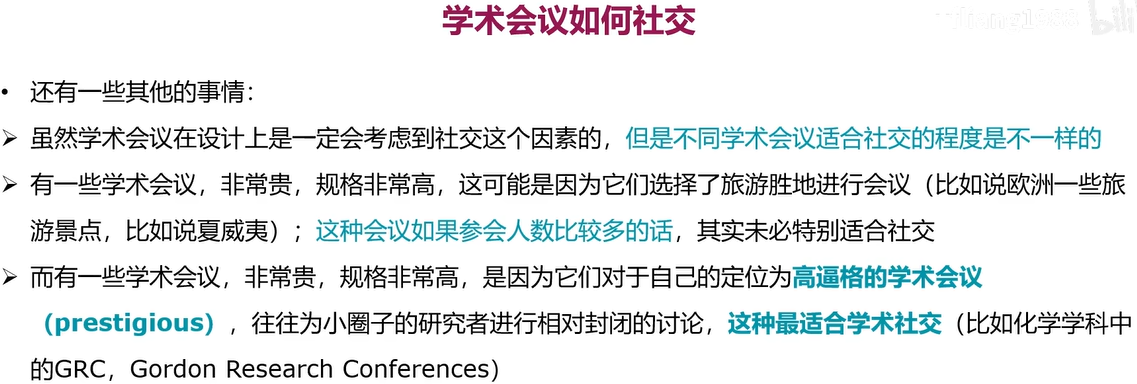 学术会议如何社交
• 还有一些其他的事情：
➢ 虽然学术会议在设计上是一定会考虑到社交这个因素的，但是不同学术会议适合社交的程度是不一样的
➢ 有一些学术会议，非常贵，规格非常高，这可能是因为它们选择了旅游胜地进行会议（比如说欧洲一些旅
游景点，比如说夏威夷）；这种会议如果参会人数比较多的话，其实未必特别适合社交
➢ 而有一些学术会议，非常贵，规格非常高，是因为它们对于自己的定位为高逼格的学术会议
（prestigious），往往为小圈子的研究者进行相对封闭的讨论，这种最适合学术社交（比如化学学科中
的GRC，Gordon Research Conferences）